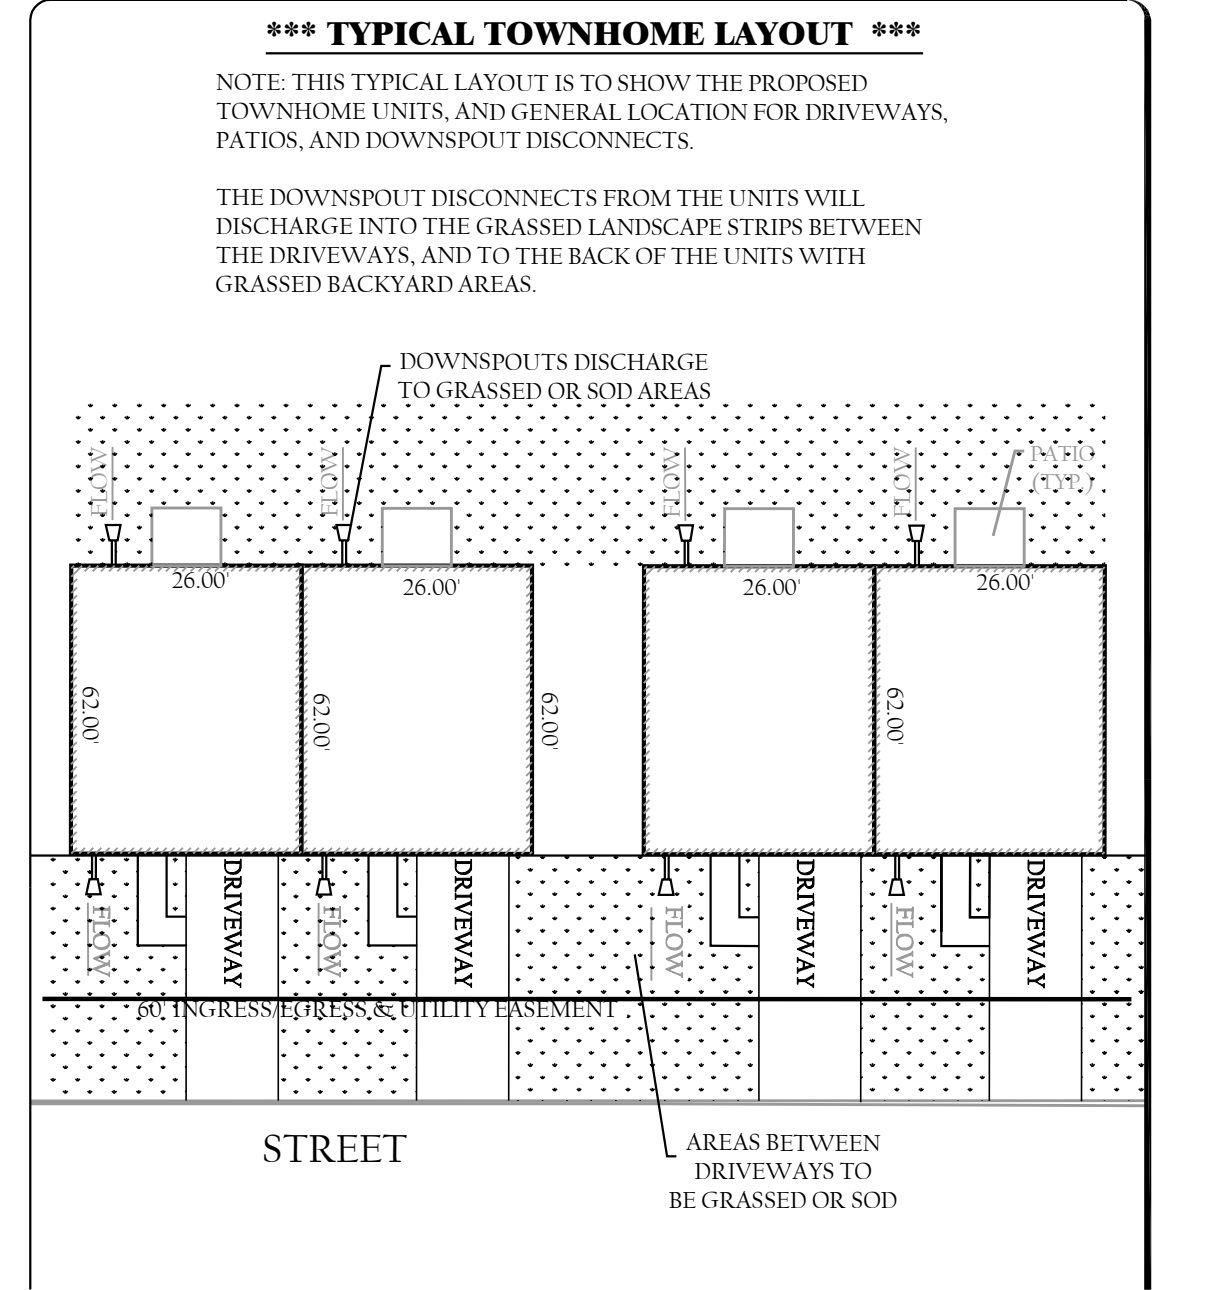 *** TYPICAL TOWNHOME LAYOUT ***
NOTE: THIS TYPICAL LAYOUT IS TO SHOW THE PROPOSED
TOWNHOME UNITS, AND GENERAL LOCATION FOR DRIVEWAYS,
PATIOS, AND DOWNSPOUT DISCONNECTS.
THE DOWNSPOUT DISCONNECTS FROM THE UNITS WILL
DISCHARGE INTO THE GRASSED LANDSCAPE STRIPS BETWEEN
THE DRIVEWAYS, AND TO THE BACK OF THE UNITS WITH
GRASSED BACKYARD AREAS.
DOWNSPOUTS DISCHARGE
TO GRASSED OR SOD AREAS
FLOW
FLOW
FLOW
FLOW
PATIO
(TYP.)
26.00'
26.00'
26.00'
26.00'
62.00'
62.00'
62.00'
62.00'
DRIVEWAY
DRIVEWAY
DRIVEWAY
DRIVEWAY
FLOW
FLOW
FLOW
FLOW
60' INGRESS/EGRESS & UTILITY EASEMENT
STREET
AREAS BETWEEN
DRIVEWAYS TO
BE GRASSED OR SOD